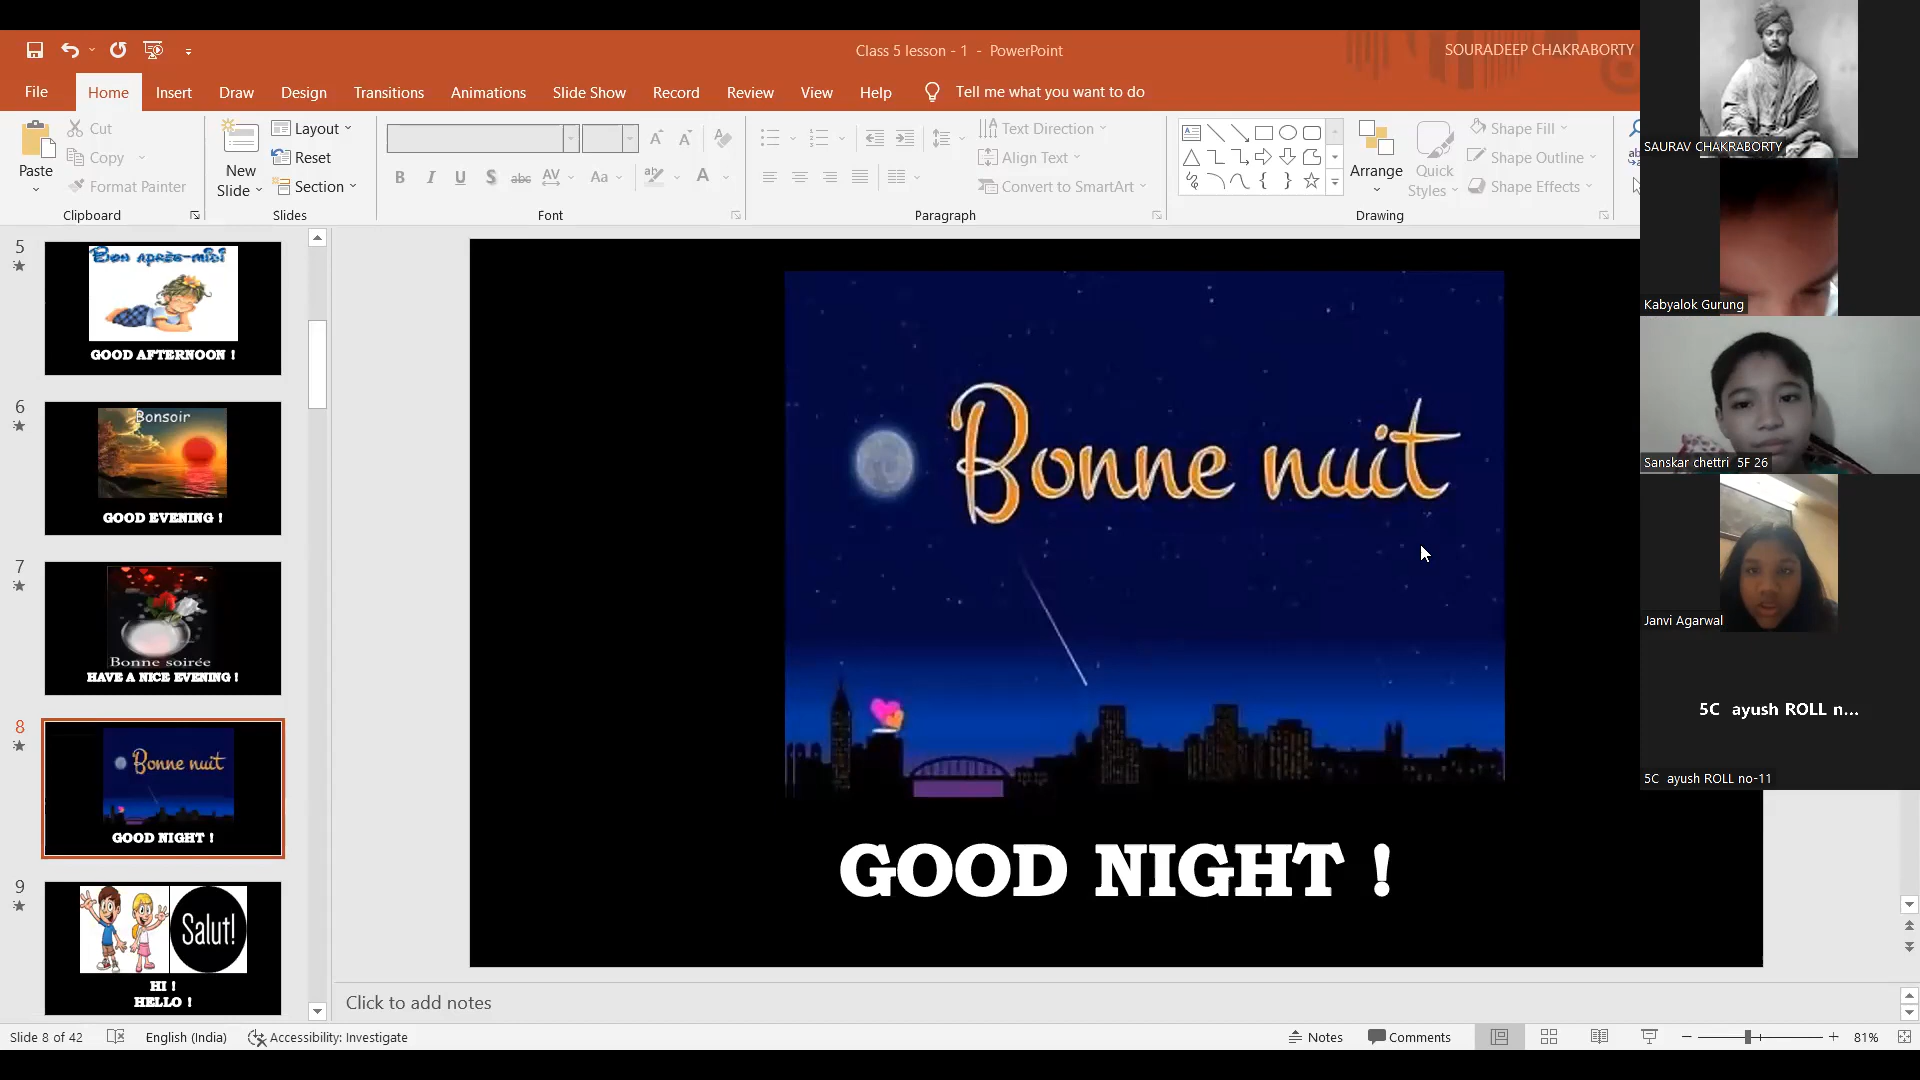 Class 5 lesson - 1 - PowerPoint
SOURADEEP CHAKRABORTY
File Home Insert Draw Design Transitions Animations Slide Show Record Review View Help Tell me what you want to do
Paste
Cut
Copy
Format Painter
Clipboard
New
Slide
Layout
Reset
Section
Slides
B I U S abc AV Aa A
Font
Text Direction
Align Text
Convert to SmartArt
Paragraph
Arrange
Quick
Styles
Shape Fill
Shape Outline
Shape Effects
Drawing
5
Bon après-midi
GOOD AFTERNOON !
6
Bonsoir
GOOD EVENING !
7
Bonne soirée
HAVE A NICE EVENING !
8
Bonne nuit
GOOD NIGHT !
9
Salut!
HI !
HELLO !
Bonne nuit
GOOD NIGHT !
SAURAV CHAKRABORTY
Kabyalok Gurung
Sanskar chettri 5F 26
Janvi Agarwal
5C ayush ROLL n...
5C ayush ROLL no-11
Click to add notes
Slide 8 of 42 English (India) Accessibility: Investigate Notes Comments 81%